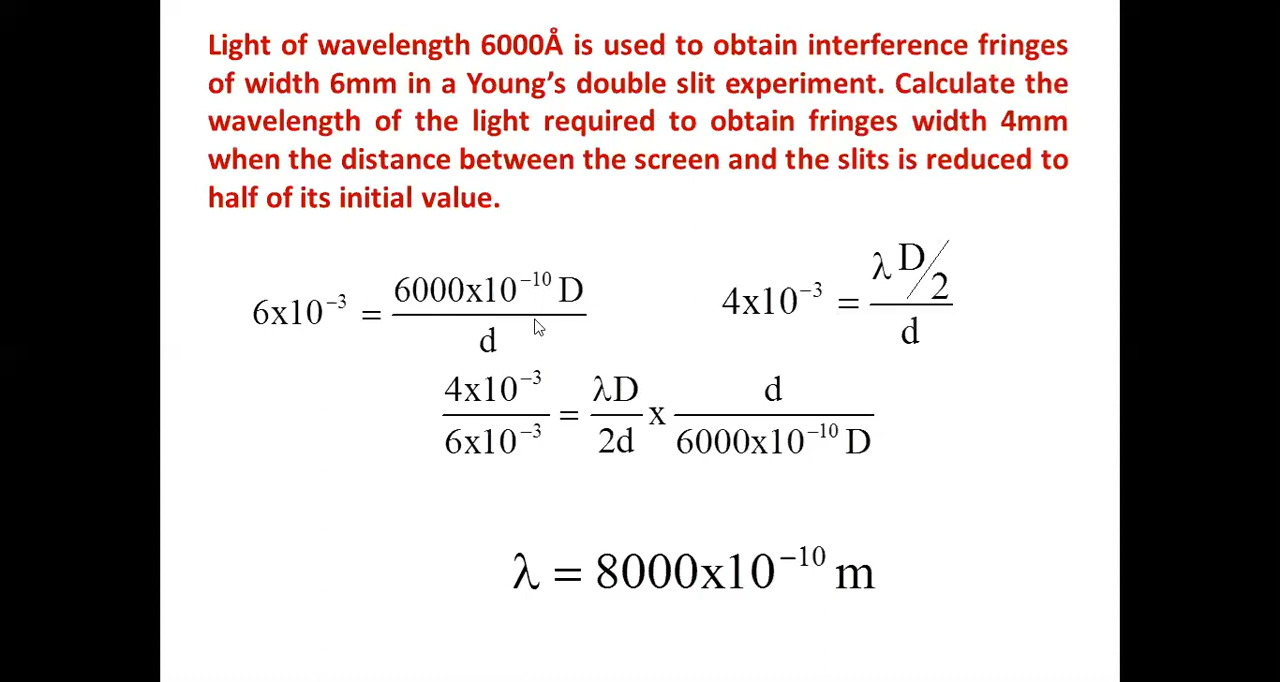 Light of wavelength 6000Å is used to obtain interference fringes
of width 6mm in a Young’s double slit experiment. Calculate the
wavelength of the light required to obtain fringes width 4mm
when the distance between the screen and the slits is reduced to
half of its initial value.
6x10⁻³ = 6000x10⁻¹⁰ D / d
4x10⁻³ = λ D/2 / d
4x10⁻³ / 6x10⁻³ = λD / 2d x d / 6000x10⁻¹⁰ D
λ = 8000x10⁻¹⁰ m